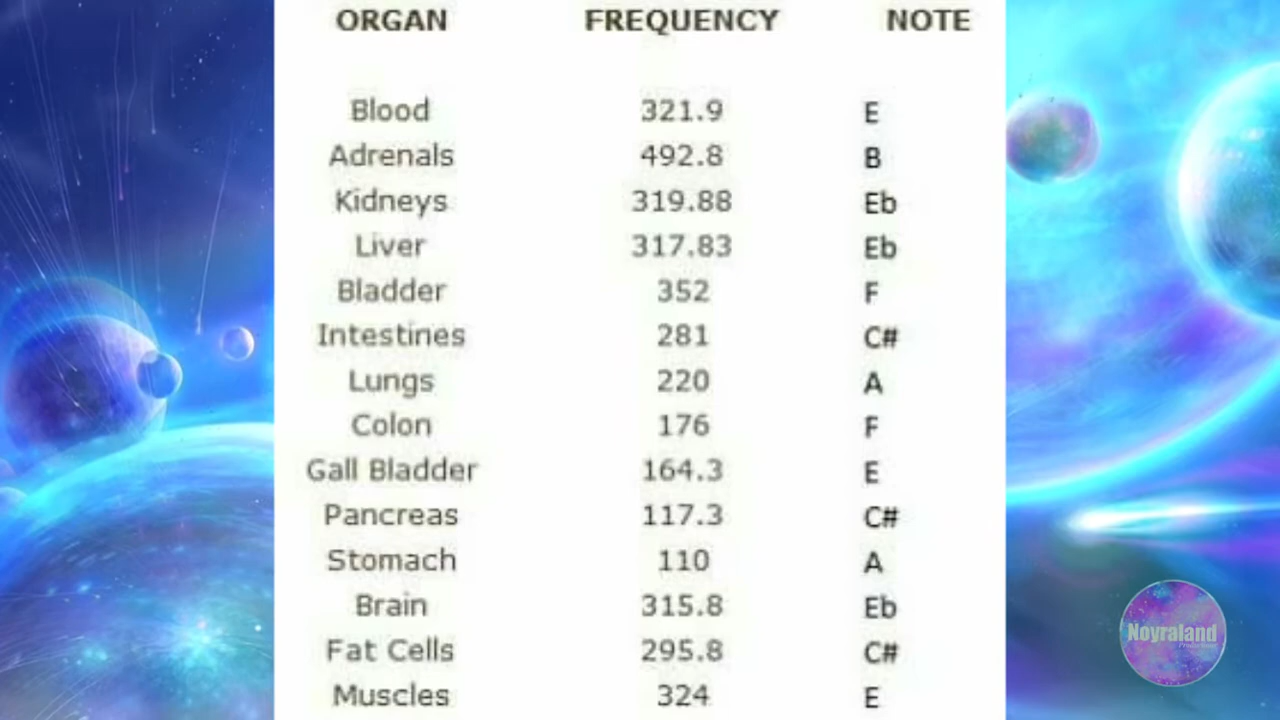 ORGAN FREQUENCY NOTE
Blood 321.9 E
Adrenals 492.8 B
Kidneys 319.88 Eb
Liver 317.83 Eb
Bladder 352 F
Intestines 281 C#
Lungs 220 A
Colon 176 F
Gall Bladder 164.3 E
Pancreas 117.3 C#
Stomach 110 A
Brain 315.8 Eb
Fat Cells 295.8 C#
Muscles 324 E
Noyraland